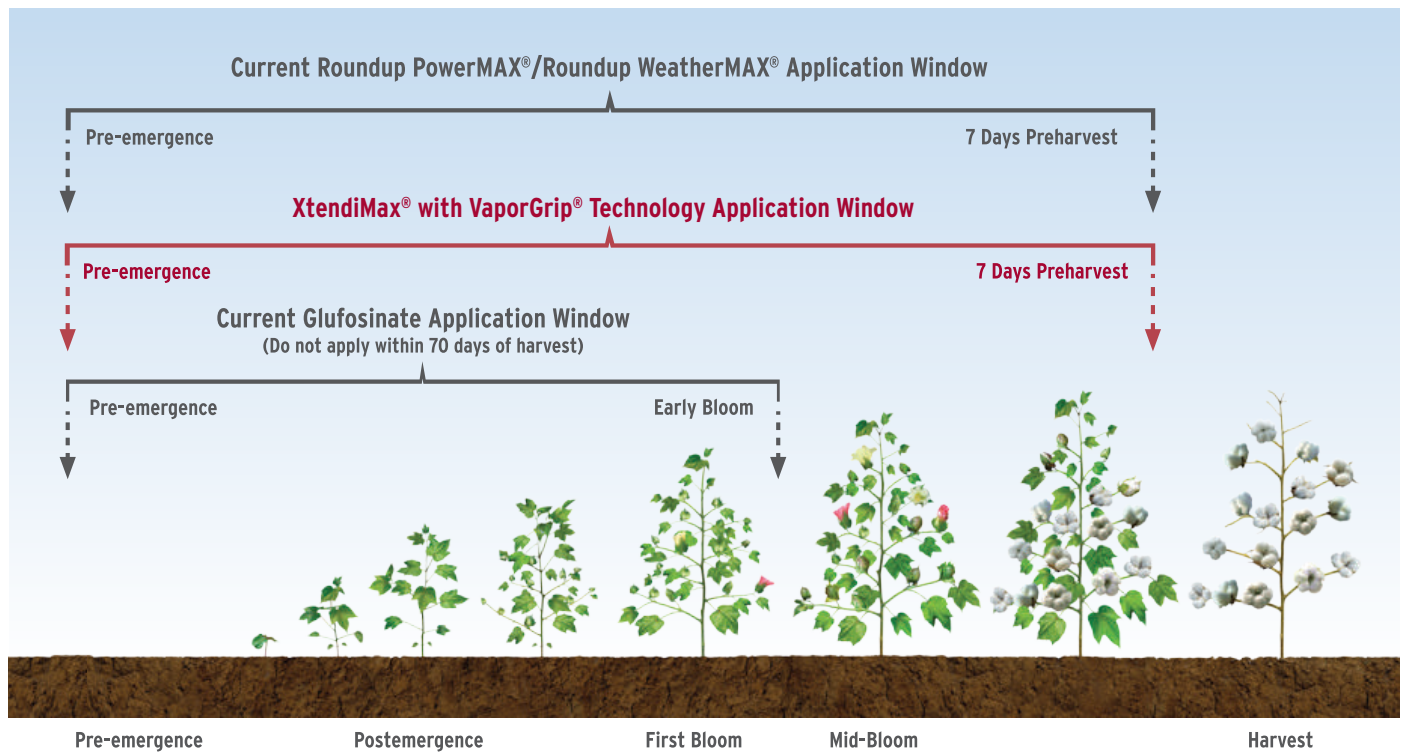 Current Roundup PowerMAX®/Roundup WeatherMAX® Application Window
Pre-emergence
7 Days Preharvest
XtendiMax® with VaporGrip® Technology Application Window
Pre-emergence
7 Days Preharvest
Current Glufosinate Application Window
(Do not apply within 70 days of harvest)
Pre-emergence
Early Bloom
Pre-emergence
Postemergence
First Bloom
Mid-Bloom
Harvest